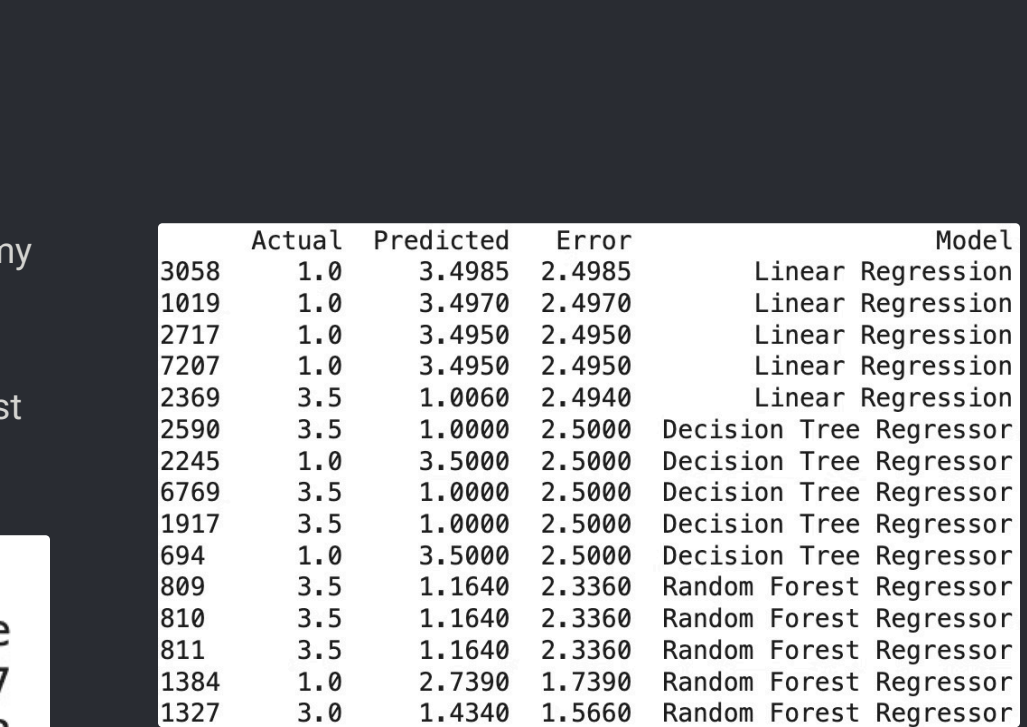 my
st
Actual Predicted Error Model
3058 1.0 3.4985 2.4985 Linear Regression
1019 1.0 3.4970 2.4970 Linear Regression
2717 1.0 3.4950 2.4950 Linear Regression
7207 1.0 3.4950 2.4950 Linear Regression
2369 3.5 1.0060 2.4940 Linear Regression
2590 3.5 1.0000 2.5000 Decision Tree Regressor
2245 1.0 3.5000 2.5000 Decision Tree Regressor
6769 3.5 1.0000 2.5000 Decision Tree Regressor
1917 3.5 1.0000 2.5000 Decision Tree Regressor
694 1.0 3.5000 2.5000 Decision Tree Regressor
809 3.5 1.1640 2.3360 Random Forest Regressor
810 3.5 1.1640 2.3360 Random Forest Regressor
811 3.5 1.1640 2.3360 Random Forest Regressor
1384 1.0 2.7390 1.7390 Random Forest Regressor
1327 3.0 1.4340 1.5660 Random Forest Regressor